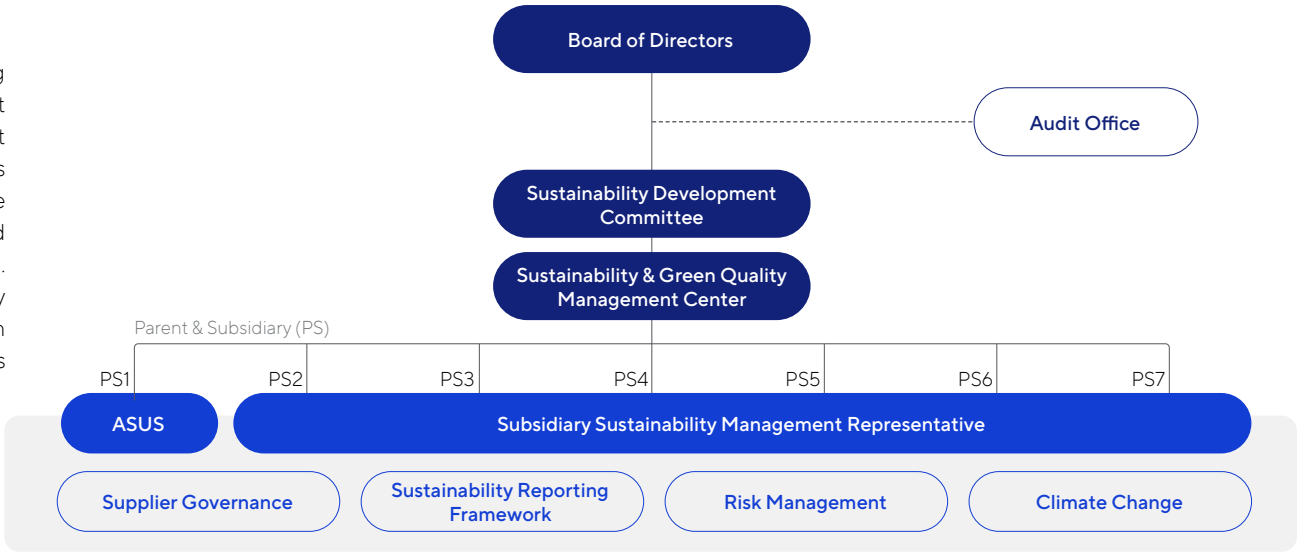 Board of Directors
Audit Office
Sustainability Development
Committee
Sustainability & Green Quality
Management Center
Parent & Subsidiary (PS)
PS1 PS2 PS3 PS4 PS5 PS6 PS7
ASUS
Subsidiary Sustainability Management Representative
Supplier Governance
Sustainability Reporting
Framework
Risk Management
Climate Change